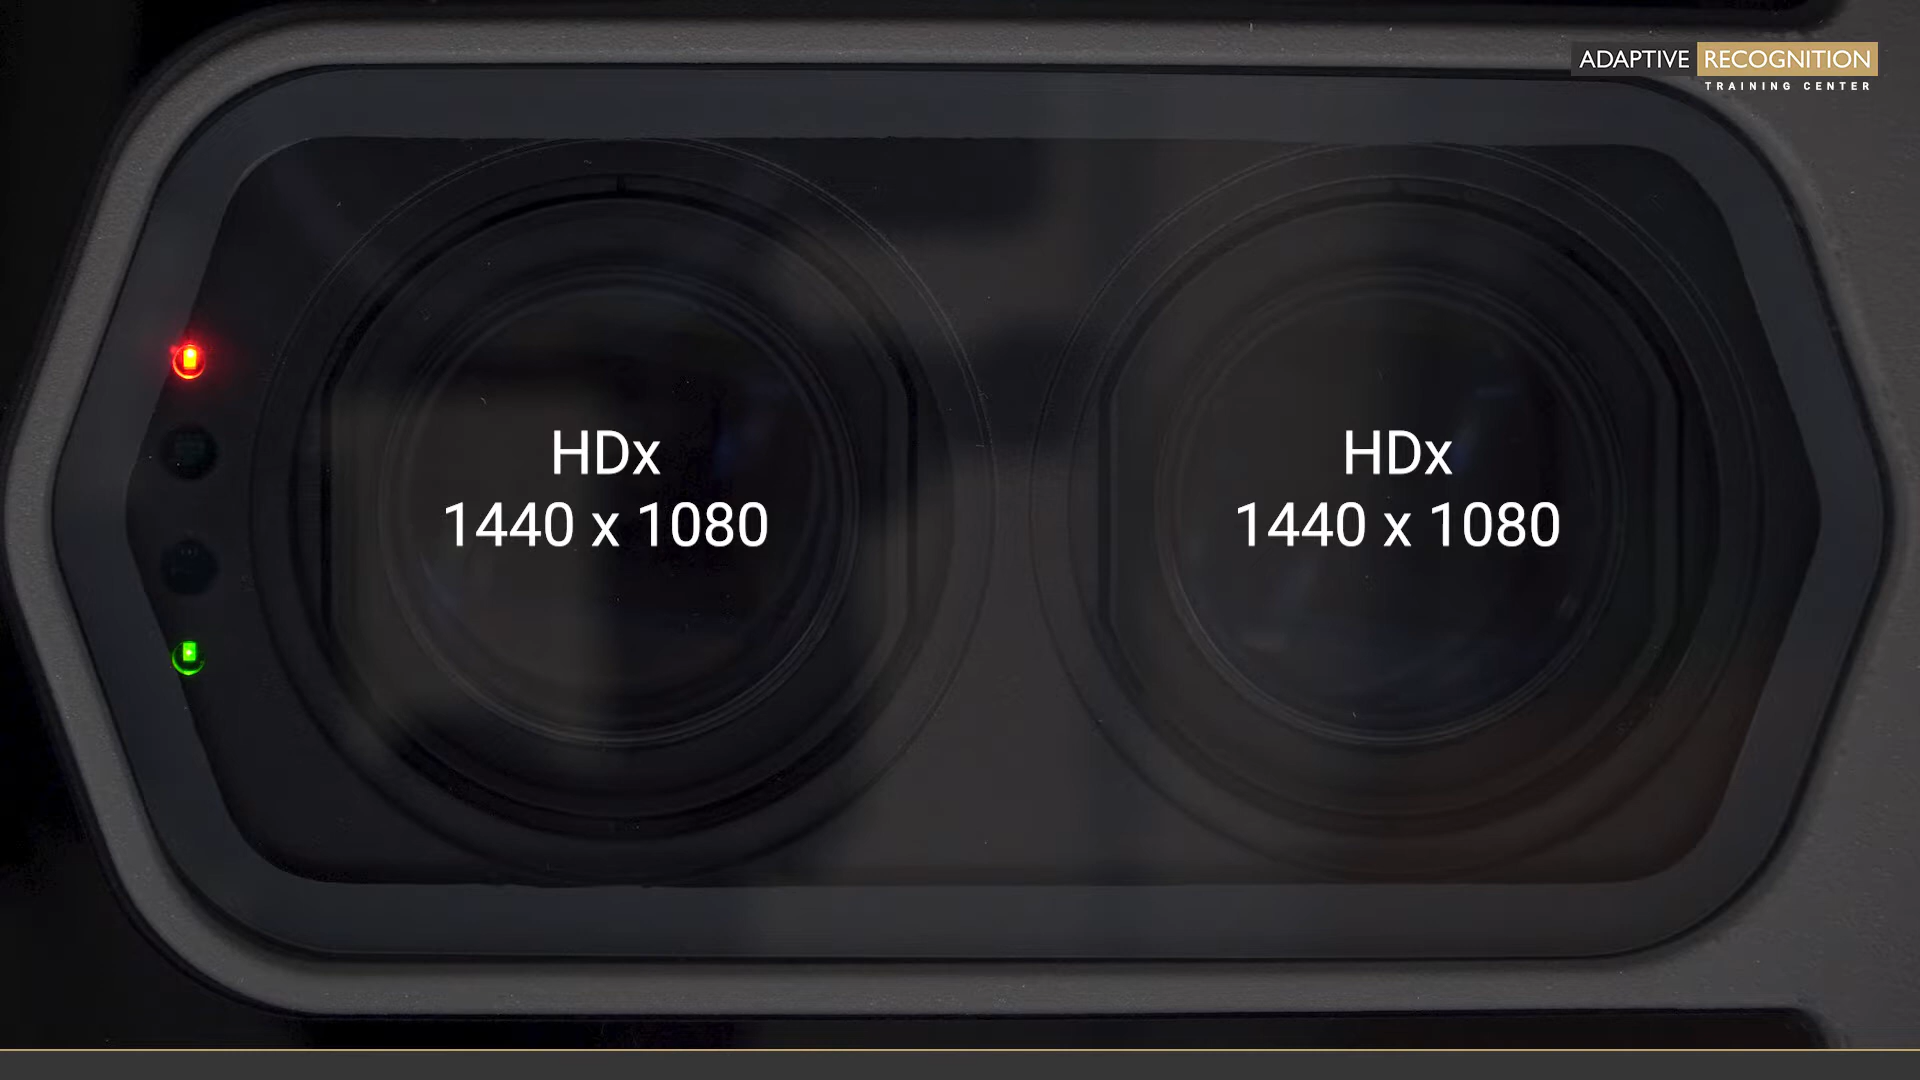 ADAPTIVE RECOGNITION
TRAINING CENTER
HDx
1440 x 1080
HDx
1440 x 1080